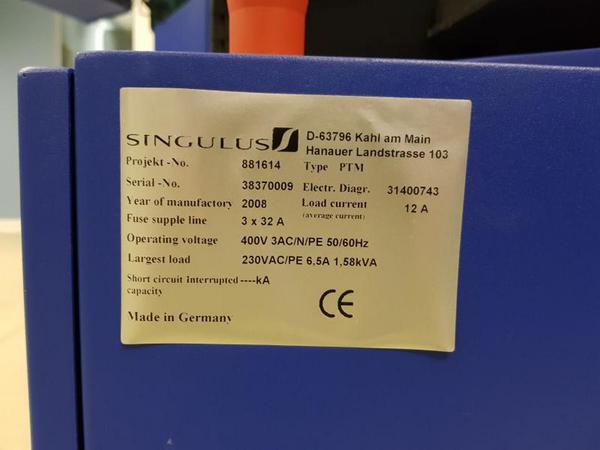 SINGULUS D-63796 Kahl am Main
Hanauer Landstrasse 103
Projekt -No. 881614 Type PTM
Serial -No. 38370009 Electr. Diagr. 31400743
Year of manufactory 2008 Load current 12 A
(average current)
Fuse supple line 3 x 32 A
Operating voltage 400V 3AC/N/PE 50/60Hz
Largest load 230VAC/PE 6,5A 1,58kVA
Short circuit Interrupted ----kA
capacity
CE
Made in Germany